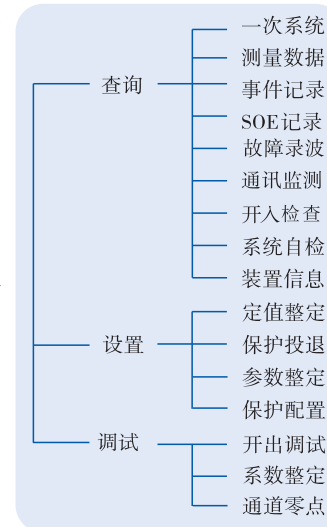 查询
一次系统
测量数据
事件记录
SOE记录
故障录波
通讯监测
开入检查
系统自检
装置信息
设置
定值整定
保护投退
参数整定
保护配置
调试
开出调试
系数整定
通道零点